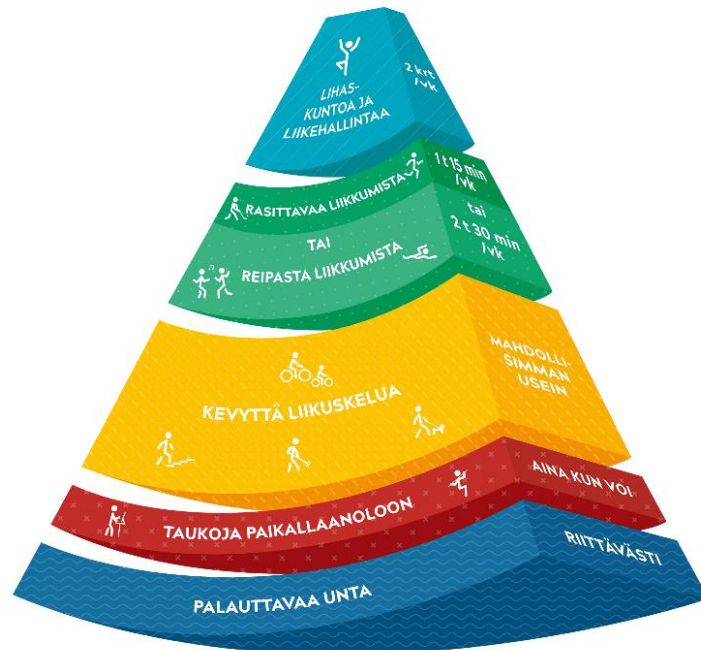 LIHAS-
KUNTOA JA
LIIKEHALLINTAA
2 krt
/vk
RASITTAVAA LIIKKUMISTA
1 t 15 min
/vk
TAI
REIPASTA LIIKKUMISTA
tai
2 t 30 min
/vk
KEVYTTÄ LIIKUSKELUA
MAHDOLLI-
SIMMAN
USEIN
TAUKOJA PAIKALLAANOLOON
AINA KUN VOI
PALAUTTAVAA UNTA
RIITTÄVÄSTI